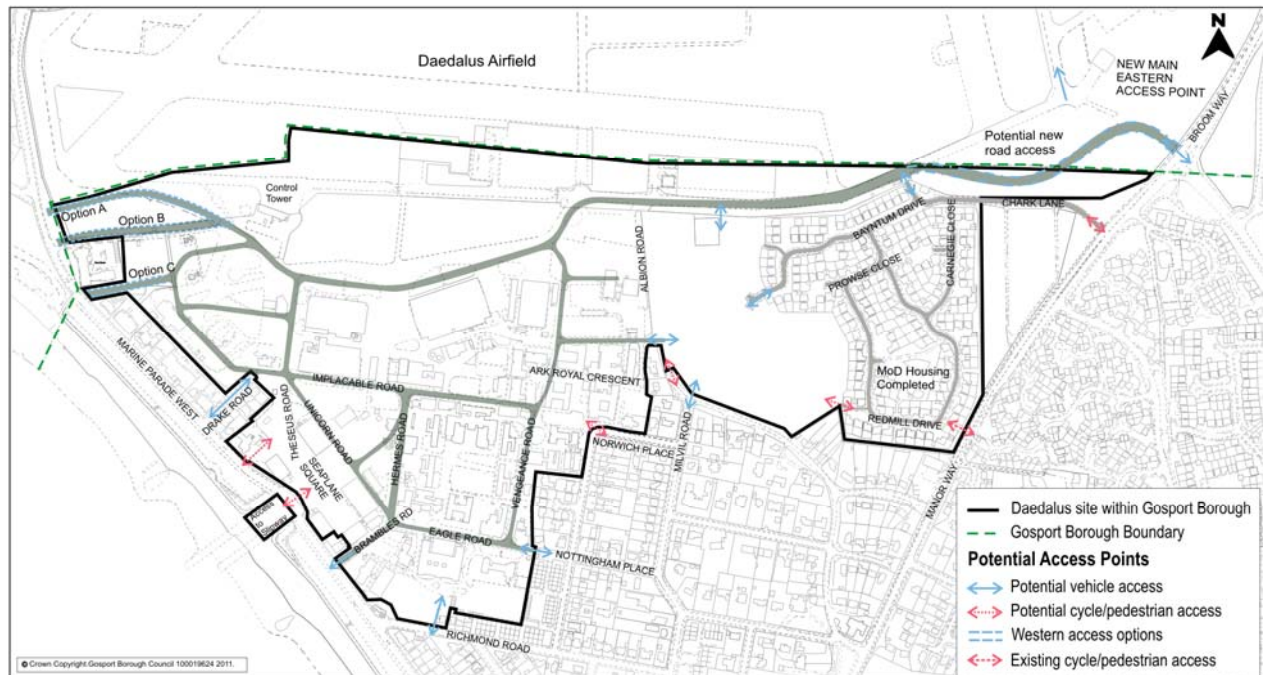 N
Daedalus Airfield
NEW MAIN
EASTERN
ACCESS POINT
BROOM WAY
Potential new
road access
Control
Tower
Option A
Option B
Option C
CHARK LANE
BAYNTUM DRIVE
CARNEGIE CLOSE
PROWSE CLOSE
ALBION ROAD
MoD Housing
Completed
REDMILL DRIVE
MANOR WAY
MARINE PARADE WEST
DRAKE ROAD
THESEUS ROAD
IMPLACABLE ROAD
UNICORN ROAD
HERMES ROAD
SEAPLANE
SQUARE
ARK ROYAL CRESCENT
NORWICH PLACE
MILVIL ROAD
VENGEANCE ROAD
Access
to
Slipway
BRAMBLES RD
EAGLE ROAD
NOTTINGHAM PLACE
RICHMOND ROAD
Daedalus site within Gosport Borough
Gosport Borough Boundary
Potential Access Points
Potential vehicle access
Potential cycle/pedestrian access
Western access options
Existing cycle/pedestrian access
© Crown Copyright Gosport Borough Council 100019624 2011.